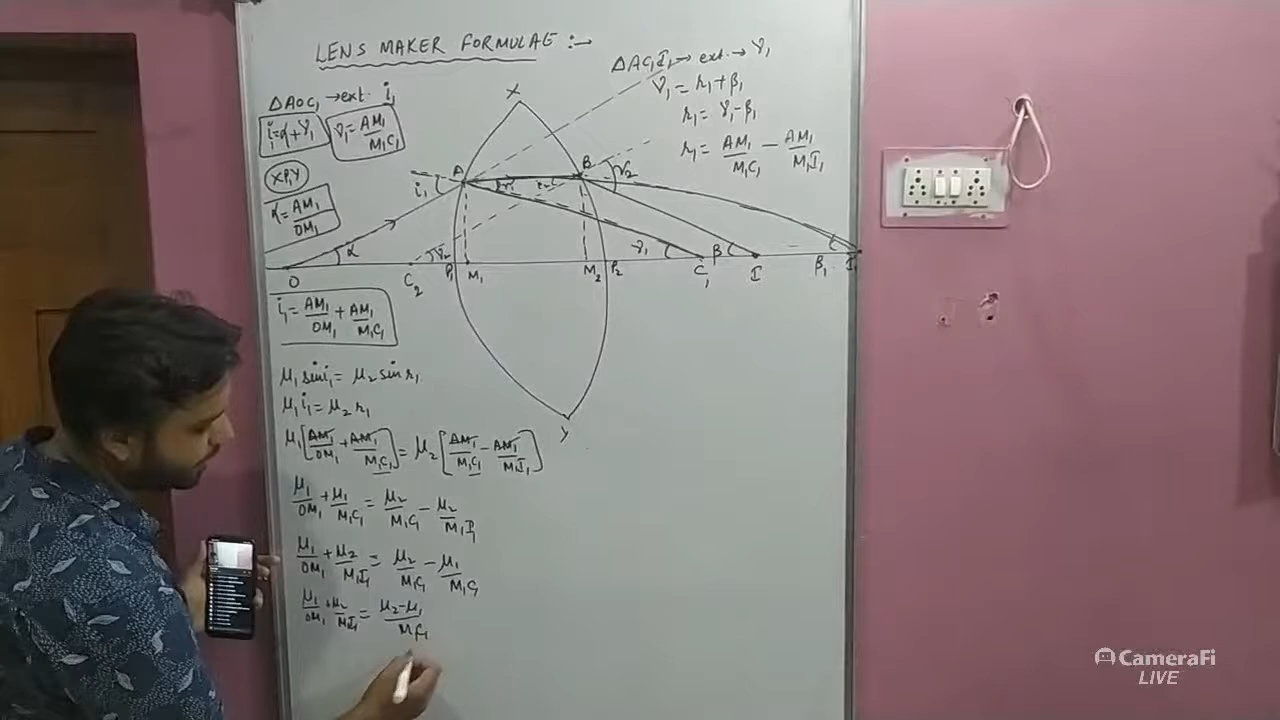 LENS MAKER FORMULAE :→
ΔAOC₁ → ext. i₁
i₁ = α + γ₁
γ₁ = AM₁/M₁C₁
XP₁Y
α = AM₁/OM₁
ΔAC₁I₁ → ext. → γ₁
γ₁ = r₁ + β₁
r₁ = γ₁ - β₁
r₁ = AM₁/M₁C₁ - AM₁/M₁I₁
X
A
B
i₁
r₁
r₂
γ₂
α
γ₂
γ₁
β
β₁
O
C₂
P₁
M₁
M₂
P₂
C₁
I
I₁
Y
i₁ = AM₁/OM₁ + AM₁/M₁C₁
μ₁ sin i₁ = μ₂ sin r₁
μ₁ i₁ = μ₂ r₁
μ₁[AM₁/OM₁ + AM₁/M₁C₁] = μ₂[AM₁/M₁C₁ - AM₁/M₁I₁]
μ₁/OM₁ + μ₁/M₁C₁ = μ₂/M₁C₁ - μ₂/M₁I₁
μ₁/OM₁ + μ₂/M₁I₁ = μ₂/M₁C₁ - μ₁/M₁C₁
μ₁/OM₁ + μ₂/M₁I₁ = μ₂-μ₁/M₁C₁
CameraFi
LIVE